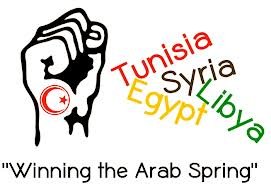 Tunisia
Syria
Egypt
Libya
"Winning the Arab Spring"